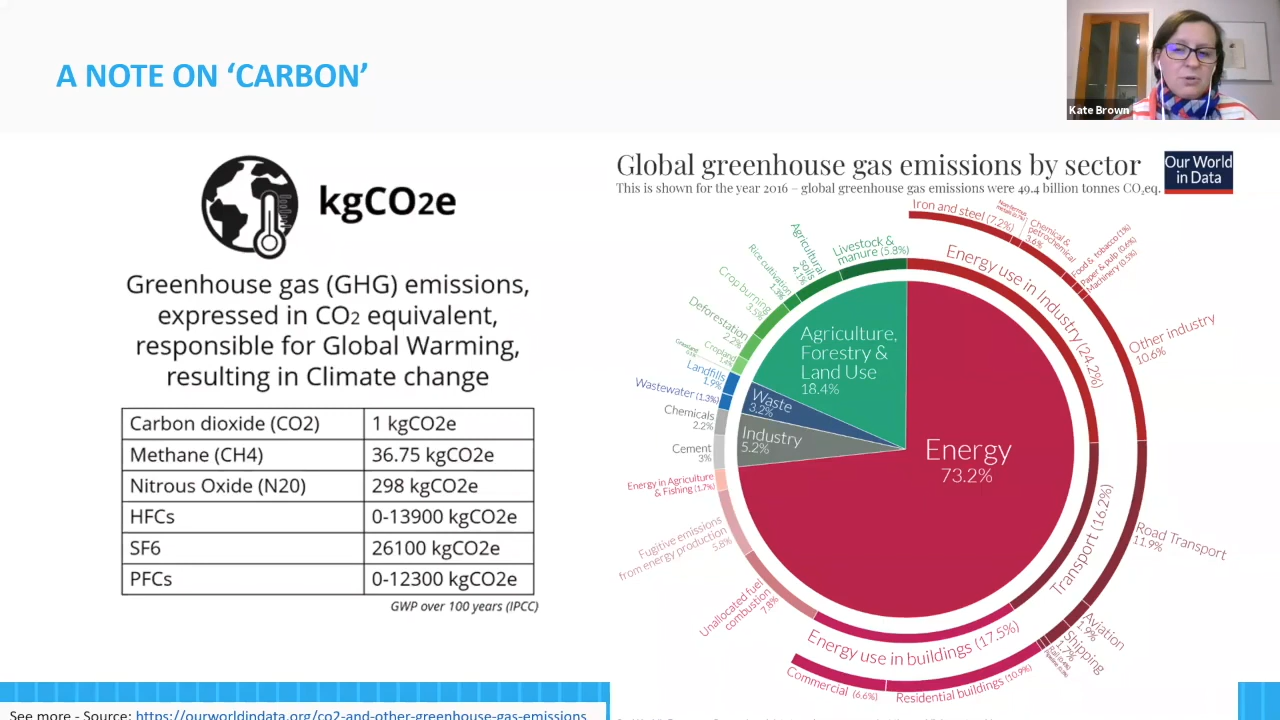 A NOTE ON ‘CARBON’
Kate Brown
kgCO2e
Greenhouse gas (GHG) emissions,
expressed in CO2 equivalent,
responsible for Global Warming,
resulting in Climate change
Carbon dioxide (CO2) 1 kgCO2e
Methane (CH4) 36.75 kgCO2e
Nitrous Oxide (N20) 298 kgCO2e
HFCs 0-13900 kgCO2e
SF6 26100 kgCO2e
PFCs 0-12300 kgCO2e
GWP over 100 years (IPCC)
See more - Source: https://ourworldindata.org/co2-and-other-greenhouse-gas-emissions
Global greenhouse gas emissions by sector
This is shown for the year 2016 – global greenhouse gas emissions were 49.4 billion tonnes CO₂eq.
Our World
in Data
Energy
73.2%
Agriculture,
Forestry &
Land Use
18.4%
Waste
3.2%
Industry
5.2%
Energy use in Industry (24.2%)
Transport (16.2%)
Energy use in buildings (17.5%)
Iron and steel (7.2%)
Chemical &
petrochemical
3.6%
Food & tobacco (1%)
Paper & pulp (0.6%)
Machinery (0.5%)
Other industry
10.6%
Road Transport
11.9%
Aviation
1.9%
Shipping
1.7%
Residential buildings (10.9%)
Commercial (6.6%)
Unallocated fuel
combustion
7.8%
Fugitive emissions
from energy production
5.8%
Energy in Agriculture
& Fishing (1.7%)
Cement
3%
Chemicals
2.2%
Wastewater (1.3%)
Landfills
1.9%
Cropland
1.4%
Deforestation
2.2%
Crop burning
3.5%
Rice cultivation
1.3%
Agricultural
soils
4.1%
Livestock &
manure (5.8%)